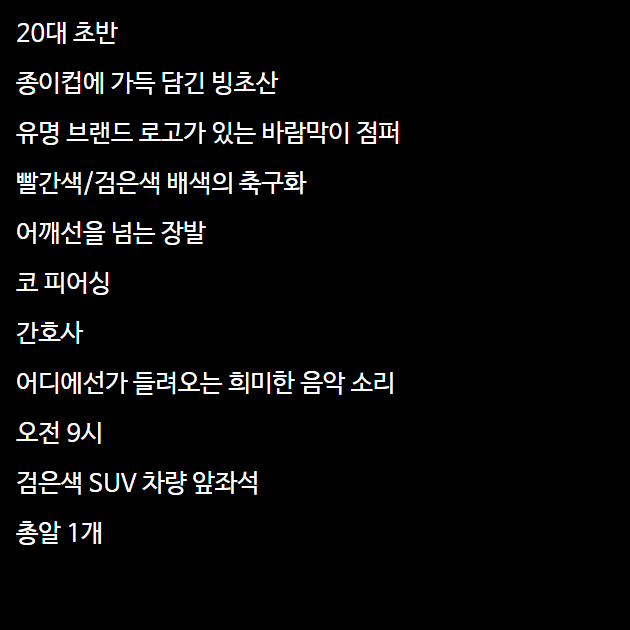 20대 초반
종이컵에 가득 담긴 빙초산
유명 브랜드 로고가 있는 바람막이 점퍼
빨간색/검은색 배색의 축구화
어깨선을 넘는 장발
코 피어싱
간호사
어디에선가 들려오는 희미한 음악 소리
오전 9시
검은색 SUV 차량 앞좌석
총알 1개